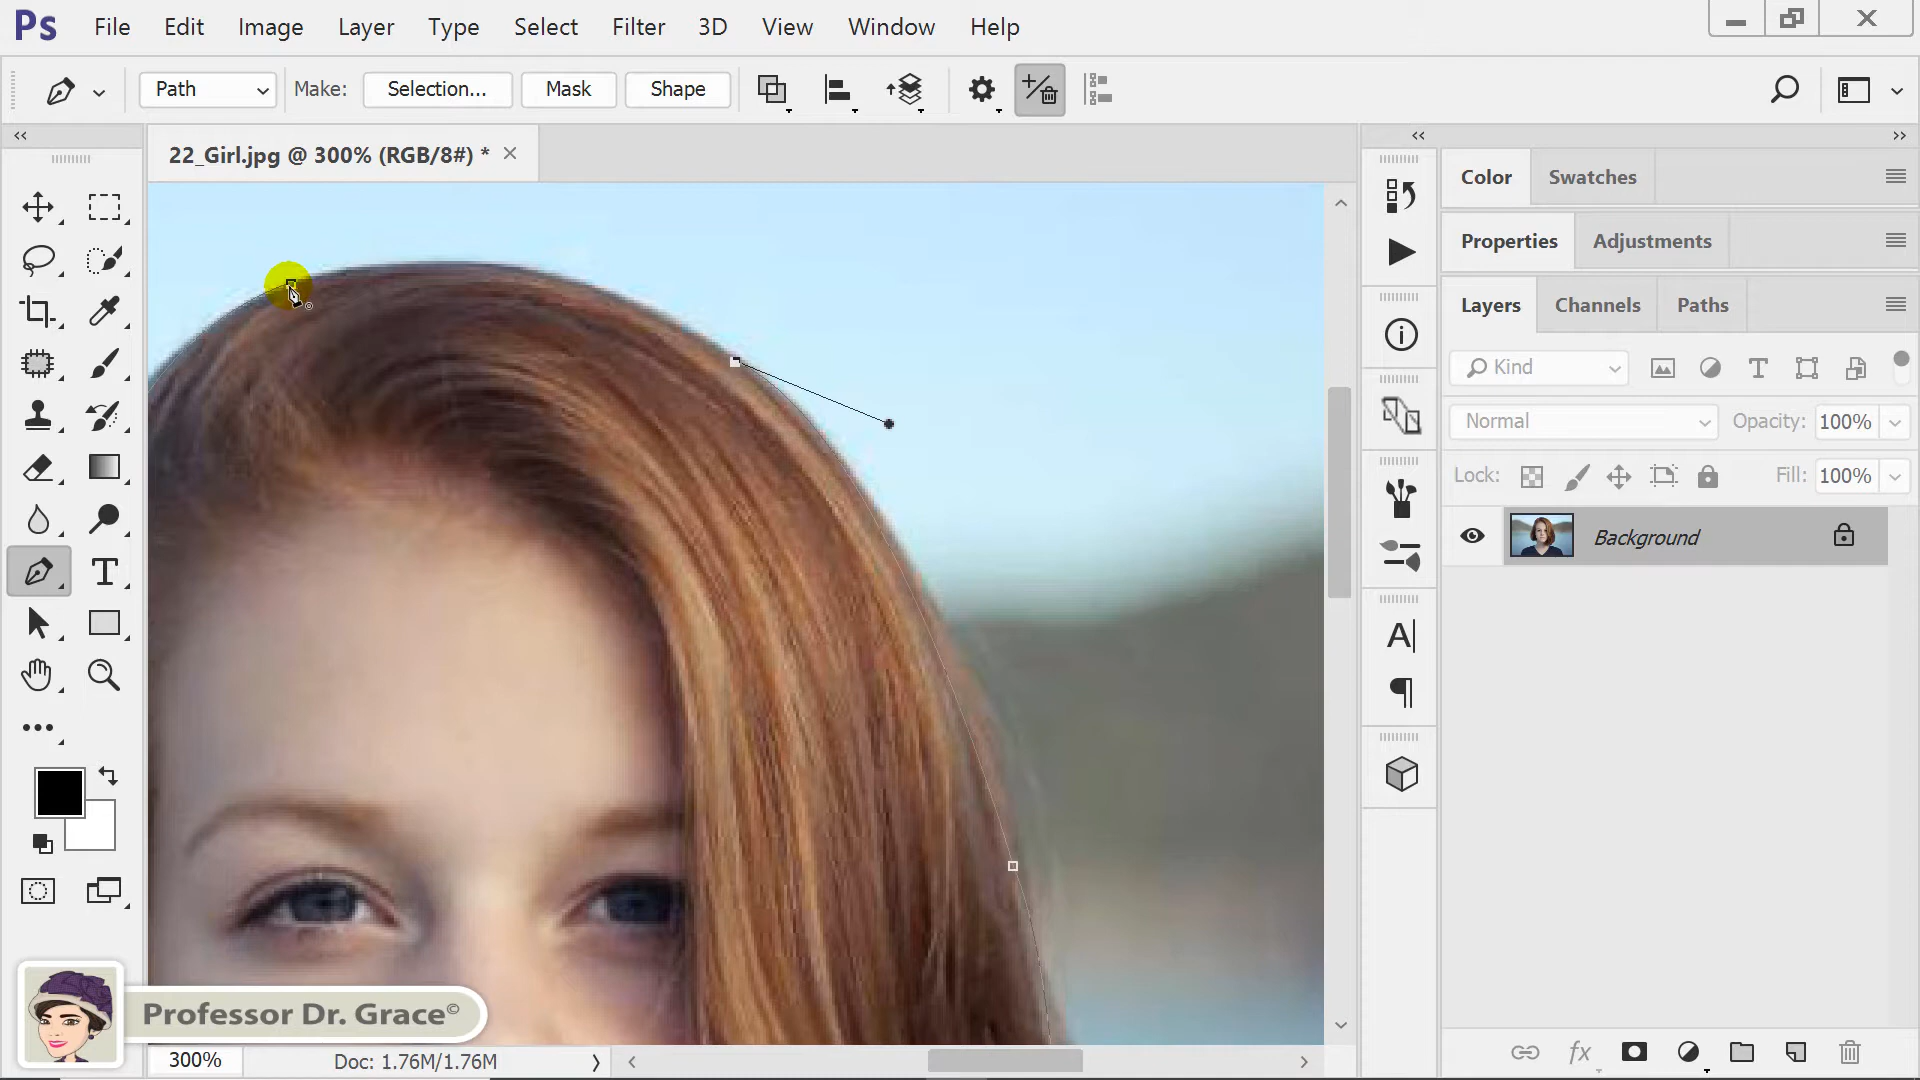 Ps File Edit Image Layer Type Select Filter 3D View Window Help
Path Make: Selection... Mask Shape
22_Girl.jpg @ 300% (RGB/8#) *
Color Swatches
Properties Adjustments
Layers Channels Paths
Kind
Normal Opacity: 100%
Lock: Fill: 100%
Background
Professor Dr. Grace©
300% Doc: 1.76M/1.76M